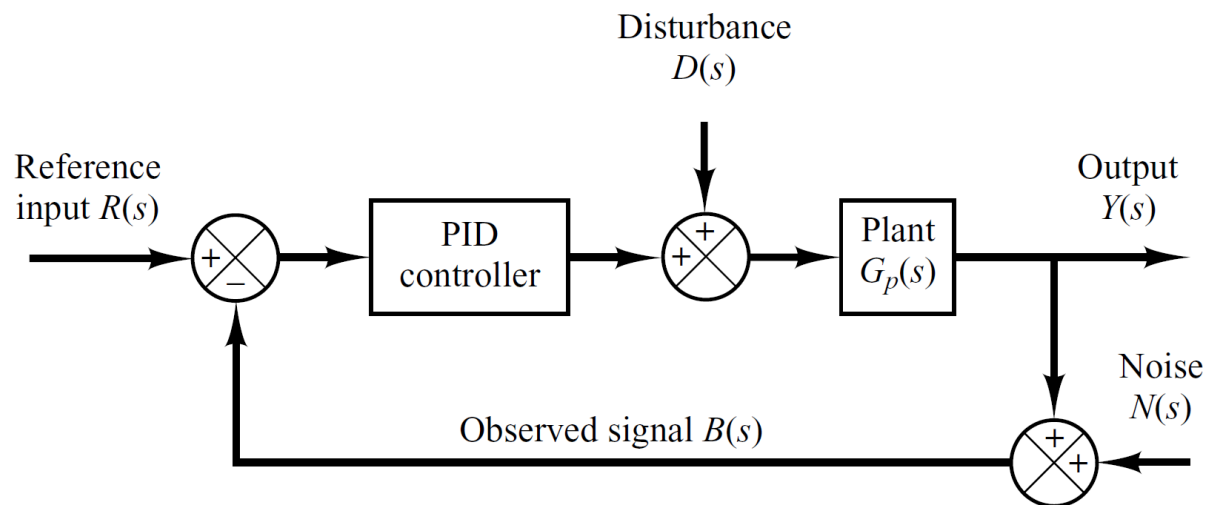 Disturbance
D(s)
Reference
input R(s)
+
−
PID
controller
+
+
Plant
Gp(s)
Output
Y(s)
Noise
N(s)
Observed signal B(s)
+
+